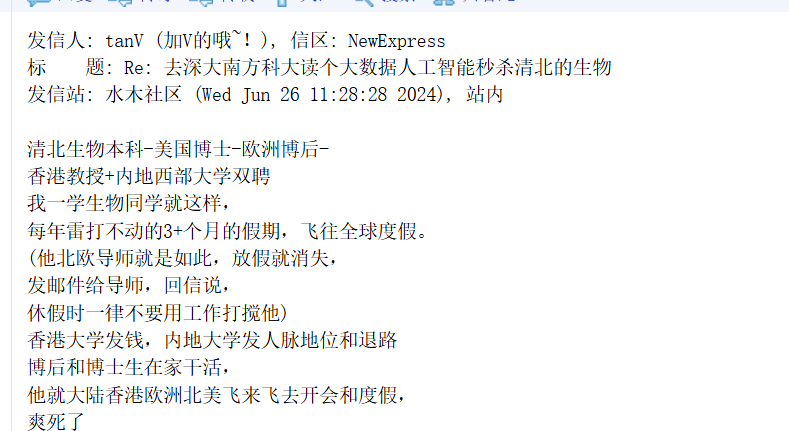 发信人: tanV (加V的哦~！), 信区: NewExpress
标　　题: Re: 去深大南方科大读个大数据人工智能秒杀清北的生物
发信站: 水木社区 (Wed Jun 26 11:28:28 2024), 站内
清北生物本科-美国博士-欧洲博后-
香港教授+内地西部大学双聘
我一学生物同学就这样，
每年雷打不动的3+个月的假期，飞往全球度假。
(他北欧导师就是如此，放假就消失，
发邮件给导师，回信说，
休假时一律不要用工作打搅他)
香港大学发钱，内地大学发人脉地位和退路
博后和博士生在家干活，
他就大陆香港欧洲北美飞来飞去开会和度假，
爽死了